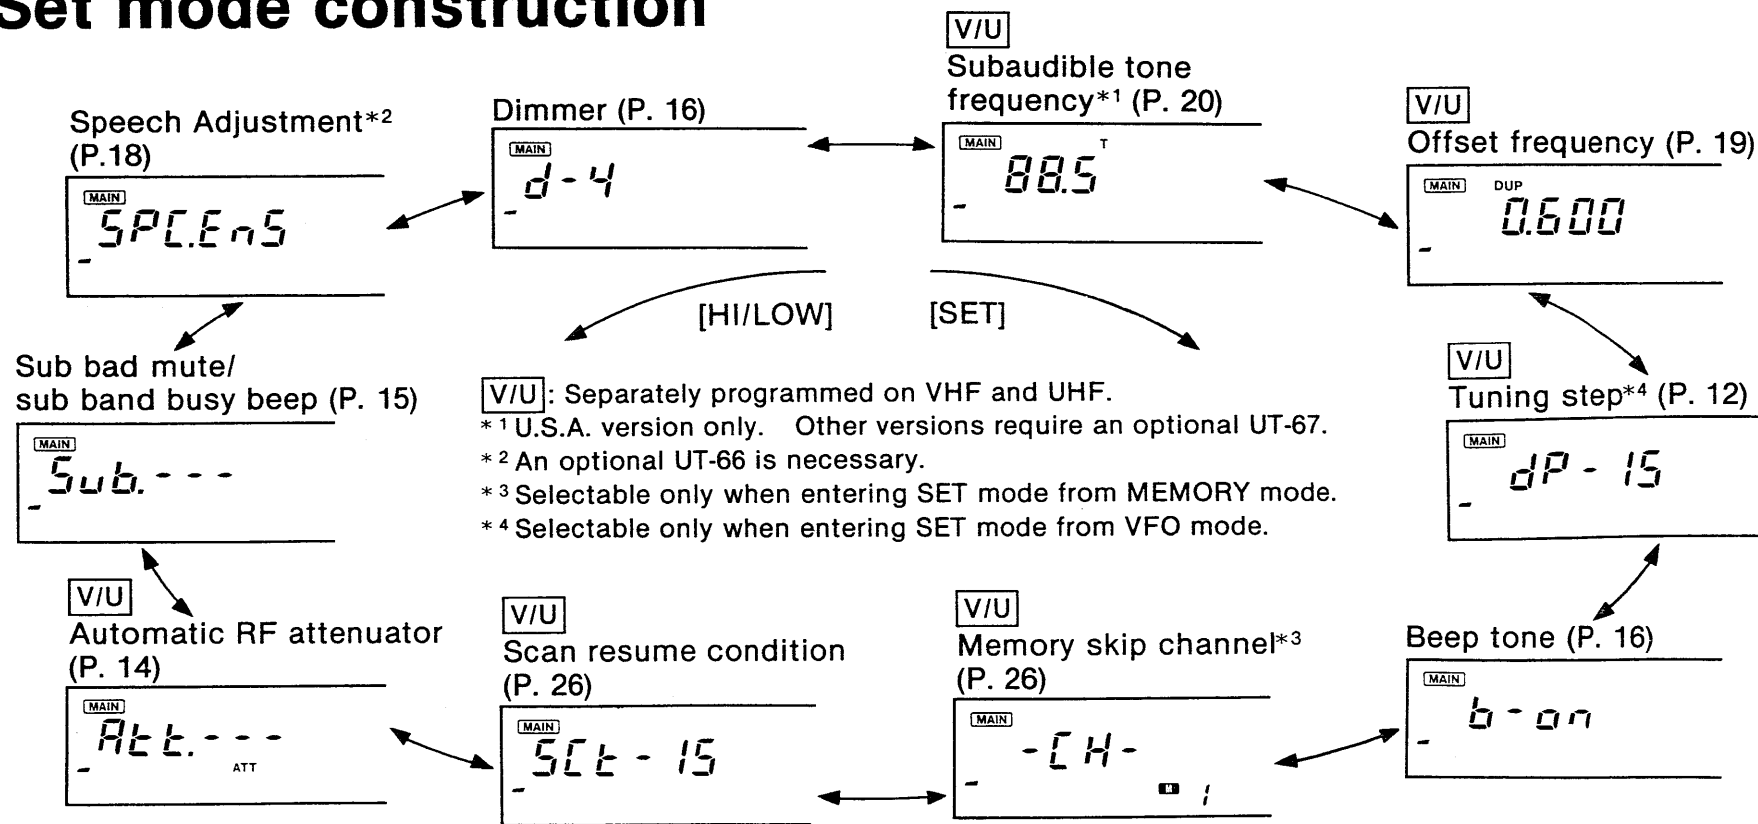 Set mode construction
V/U
Subaudible tone
frequency*1 (P. 20)
MAIN
T
88.5
V/U
Offset frequency (P. 19)
MAIN DUP
0.600
V/U
Tuning step*4 (P. 12)
MAIN
dP-15
Beep tone (P. 16)
MAIN
b-on
V/U
Memory skip channel*3
(P. 26)
MAIN
-CH-
M 1
V/U
Scan resume condition
(P. 26)
MAIN
SCt-15
V/U
Automatic RF attenuator
(P. 14)
MAIN
Att.---
ATT
Sub bad mute/
sub band busy beep (P. 15)
MAIN
Sub.---
Speech Adjustment*2
(P.18)
MAIN
SPC.EnS
Dimmer (P. 16)
MAIN
d-4
[HI/LOW] [SET]
V/U: Separately programmed on VHF and UHF.
*1 U.S.A. version only. Other versions require an optional UT-67.
*2 An optional UT-66 is necessary.
*3 Selectable only when entering SET mode from MEMORY mode.
*4 Selectable only when entering SET mode from VFO mode.